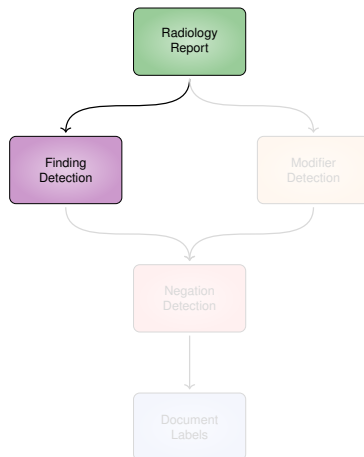 Radiology
Report
Finding
Detection
Modifier
Detection
Negation
Detection
Document
Labels